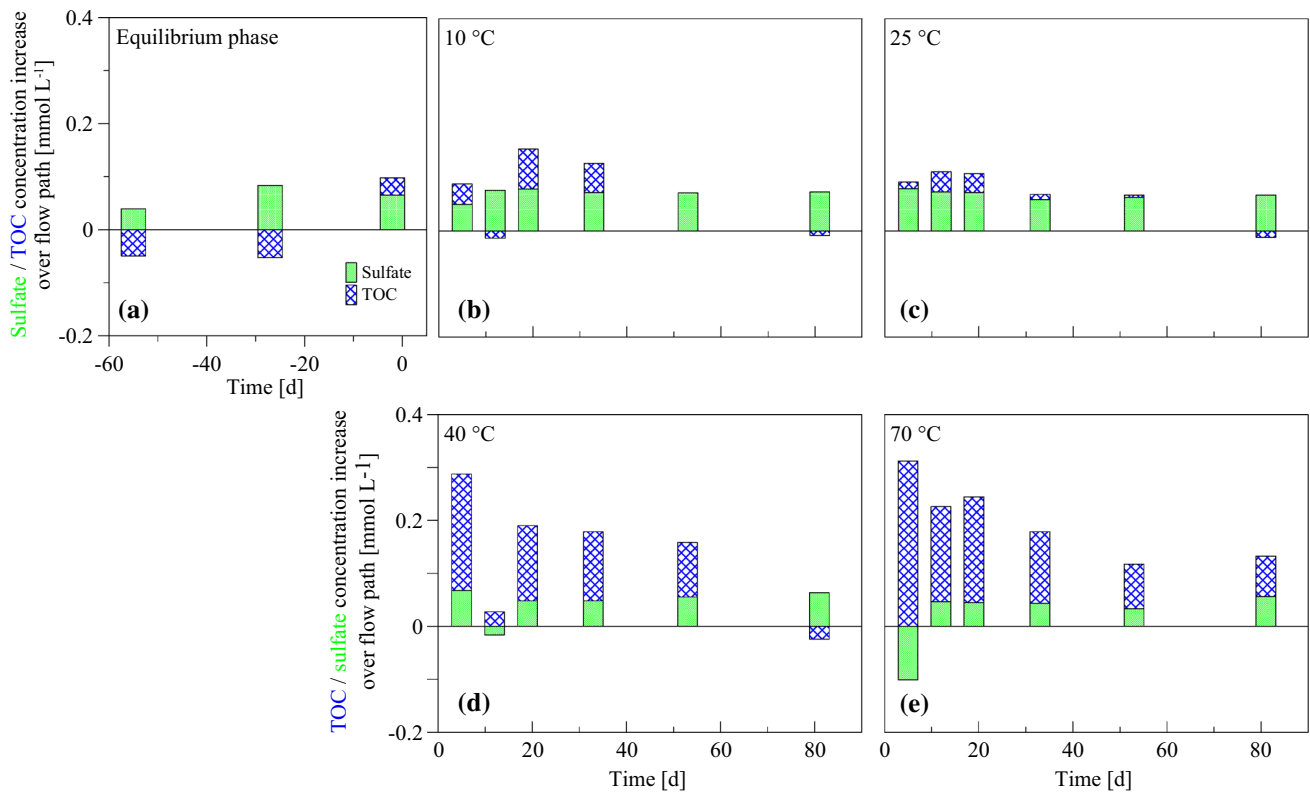 Sulfate / TOC concentration increase
over flow path [mmol L-1]
0.4
0.2
0
-0.2
Equilibrium phase
Sulfate
TOC
(a)
-60
-40
-20
0
Time [d]
10 °C
(b)
25 °C
(c)
TOC / sulfate concentration increase
over flow path [mmol L-1]
0.4
0.2
0
-0.2
40 °C
(d)
0
20
40
60
80
Time [d]
70 °C
(e)
0
20
40
60
80
Time [d]